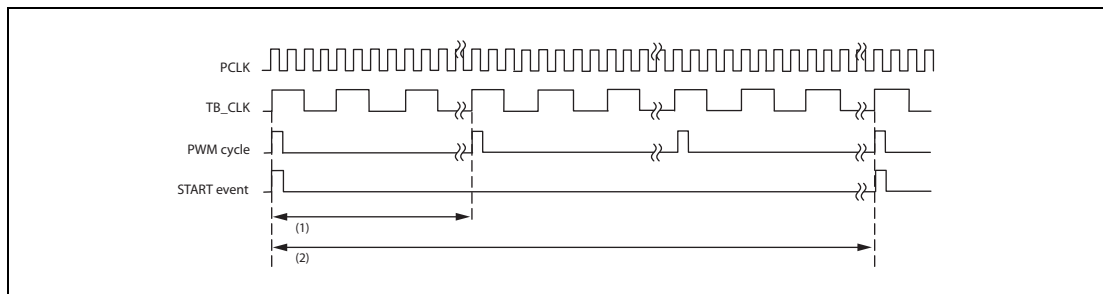 PCLK
TB_CLK
PWM cycle
START event
(1)
(2)